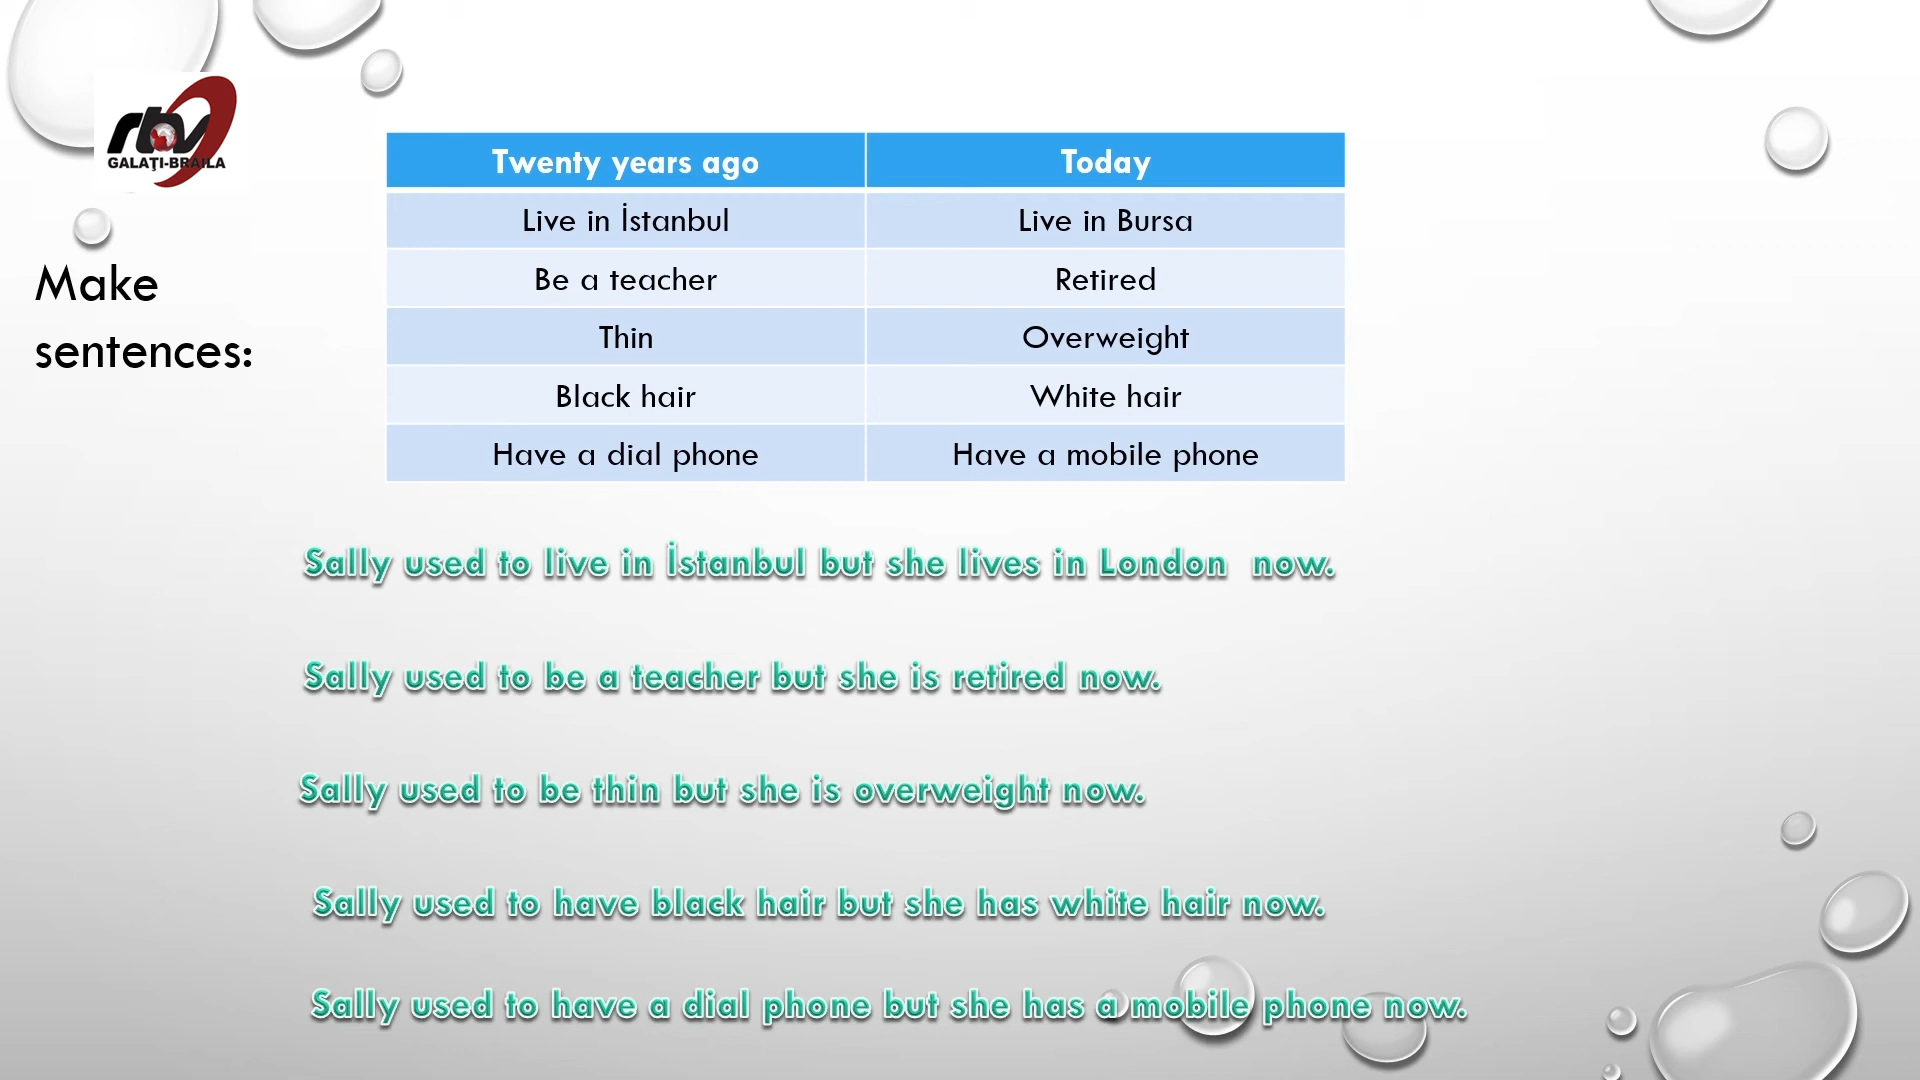 rtv
GALAŢI-BRĂILA
Make
sentences:
Twenty years ago Today
Live in İstanbul Live in Bursa
Be a teacher Retired
Thin Overweight
Black hair White hair
Have a dial phone Have a mobile phone
Sally used to live in İstanbul but she lives in London now.
Sally used to be a teacher but she is retired now.
Sally used to be thin but she is overweight now.
Sally used to have black hair but she has white hair now.
Sally used to have a dial phone but she has a mobile phone now.